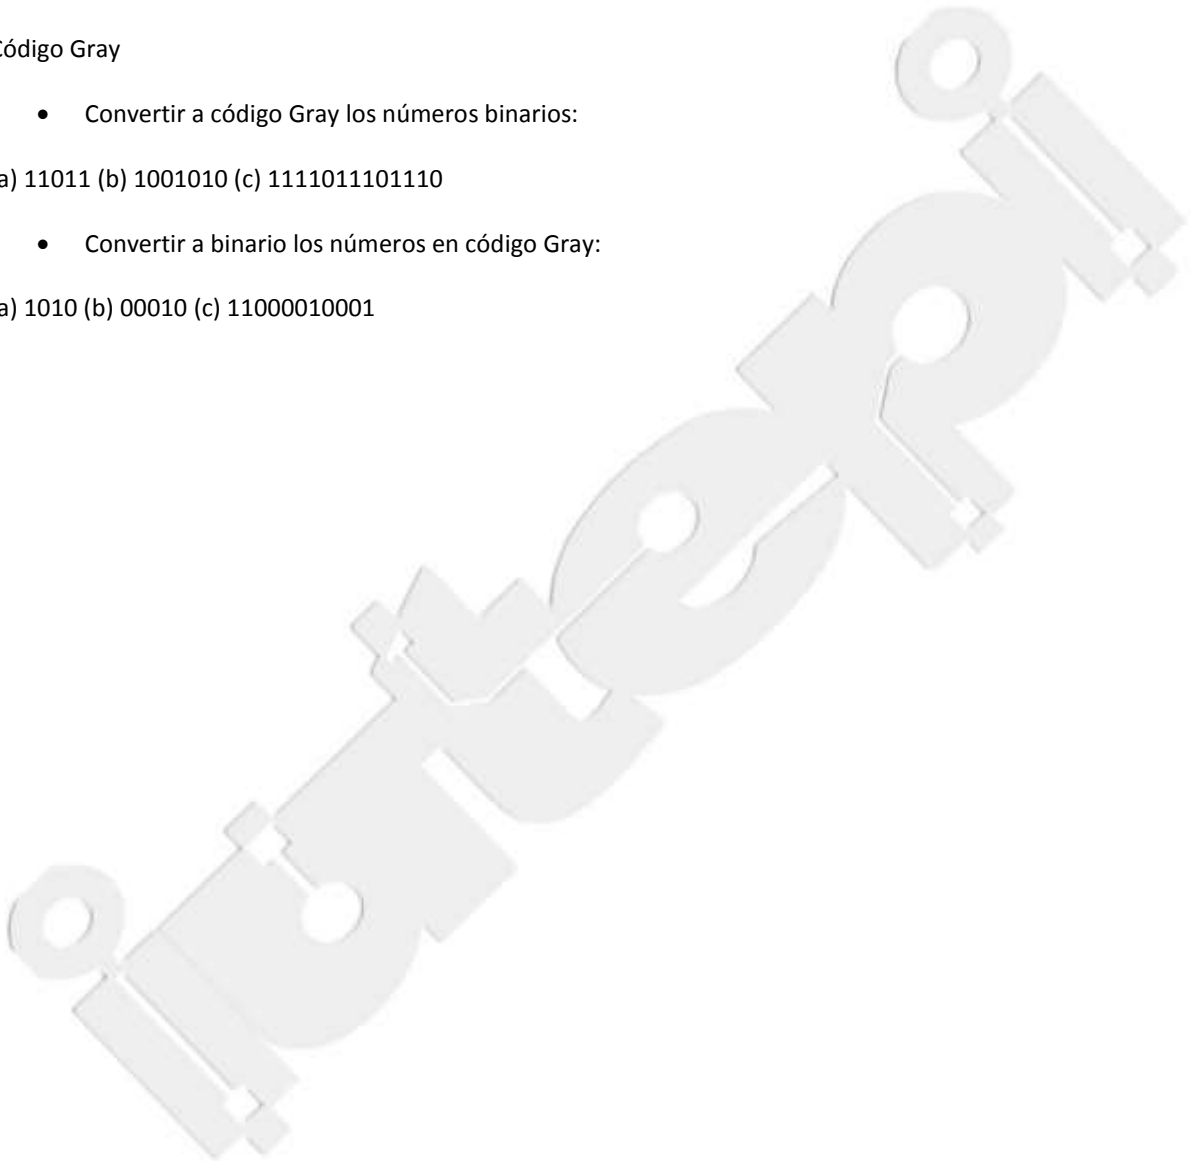 Código Gray
• Convertir a código Gray los números binarios:
a) 11011 (b) 1001010 (c) 1111011101110
• Convertir a binario los números en código Gray:
a) 1010 (b) 00010 (c) 11000010001